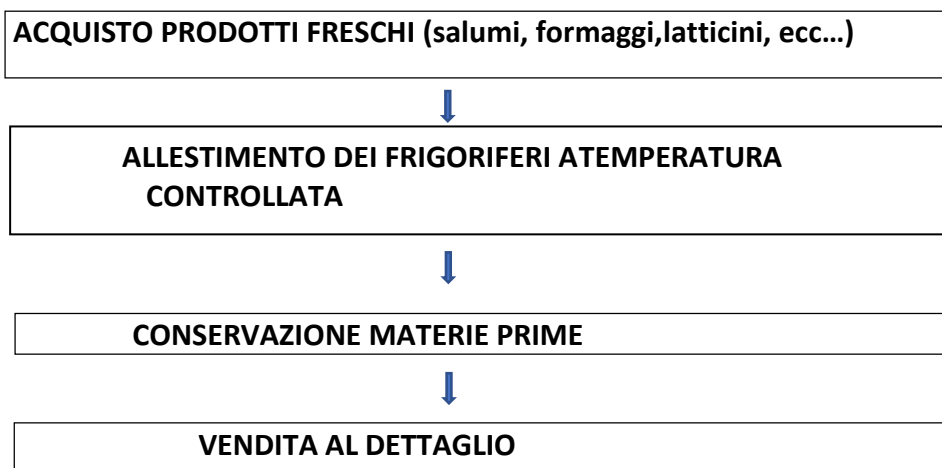 ACQUISTO PRODOTTI FRESCHI (salumi, formaggi,latticini, ecc...)
ALLESTIMENTO DEI FRIGORIFERI ATEMPERATURA
CONTROLLATA
CONSERVAZIONE MATERIE PRIME
VENDITA AL DETTAGLIO